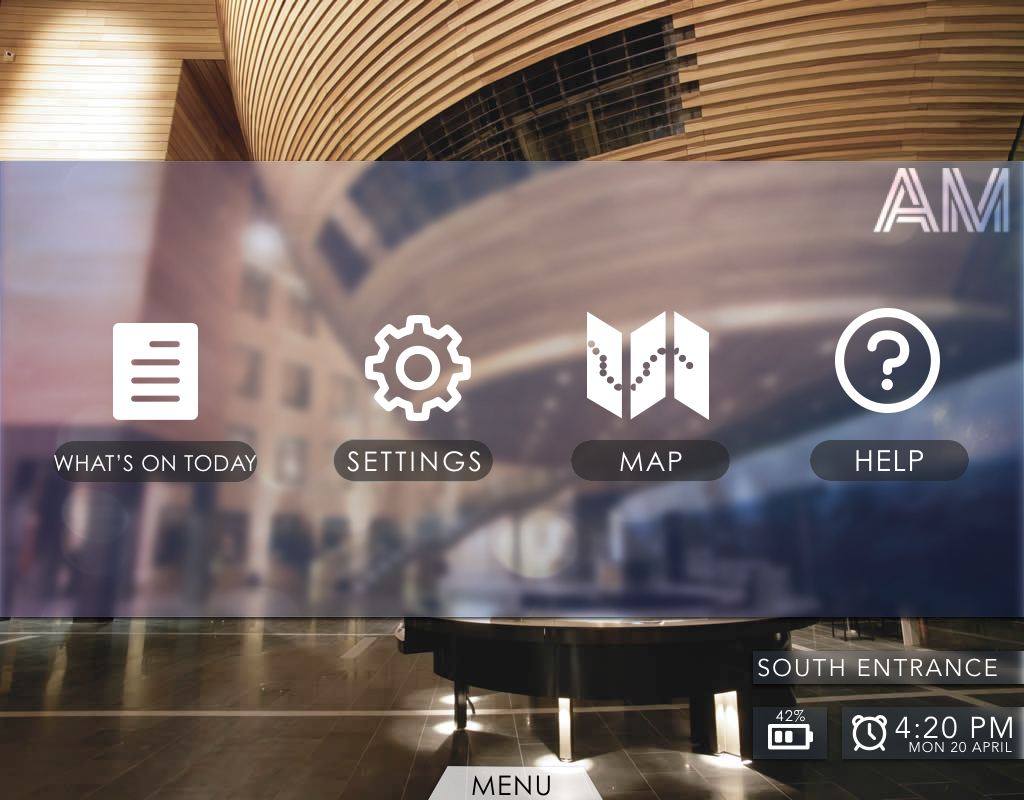 AM
WHAT'S ON TODAY
SETTINGS
MAP
HELP
SOUTH ENTRANCE
42%
4:20 PM
MON 20 APRIL
MENU